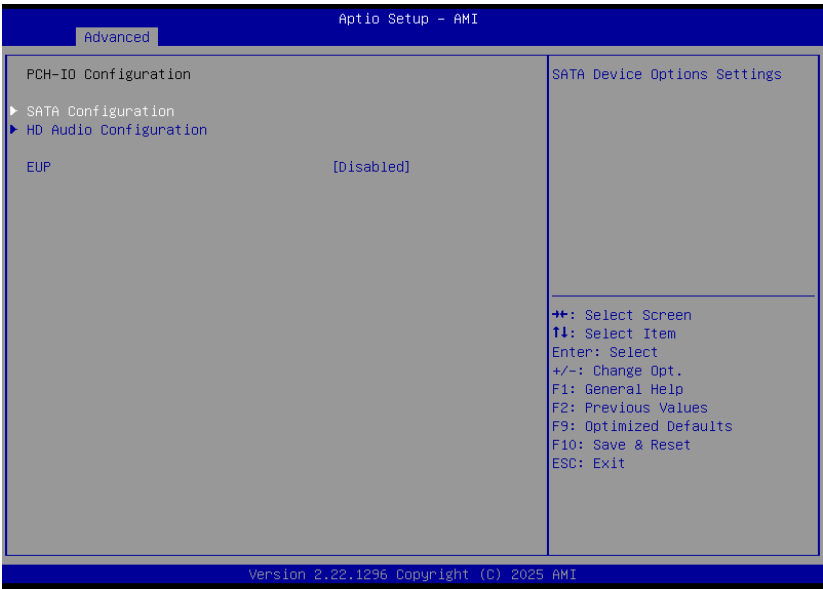 Aptio Setup – AMI
Advanced
PCH-IO Configuration
SATA Configuration
HD Audio Configuration
EUP [Disabled]
SATA Device Options Settings
→←: Select Screen
↑↓: Select Item
Enter: Select
+/-: Change Opt.
F1: General Help
F2: Previous Values
F9: Optimized Defaults
F10: Save & Reset
ESC: Exit
Version 2.22.1296 Copyright (C) 2025 AMI